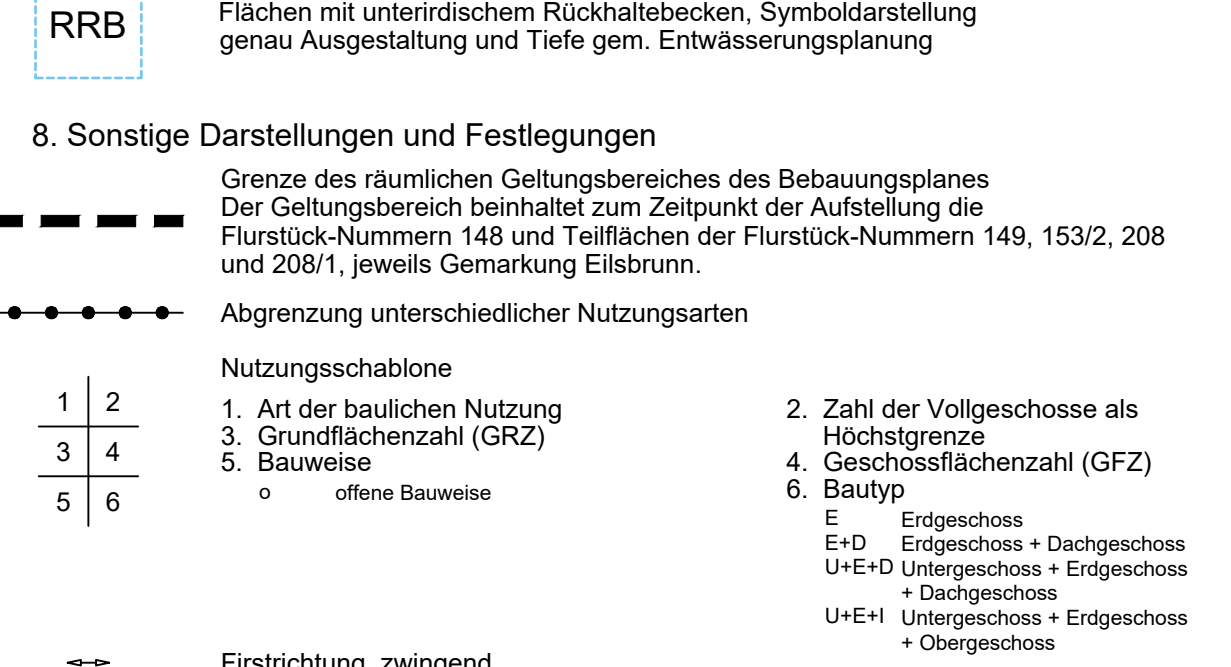 RRB
Flächen mit unterirdischem Rückhaltebecken, Symboldarstellung
genau Ausgestaltung und Tiefe gem. Entwässerungsplanung
8. Sonstige Darstellungen und Festlegungen
Grenze des räumlichen Geltungsbereiches des Bebauungsplanes
Der Geltungsbereich beinhaltet zum Zeitpunkt der Aufstellung die
Flurstück-Nummern 148 und Teilflächen der Flurstück-Nummern 149, 153/2, 208
und 208/1, jeweils Gemarkung Eilsbrunn.
Abgrenzung unterschiedlicher Nutzungsarten
Nutzungsschablone
1 2
3 4
5 6
1. Art der baulichen Nutzung
3. Grundflächenzahl (GRZ)
5. Bauweise
o offene Bauweise
2. Zahl der Vollgeschosse als
Höchstgrenze
4. Geschossflächenzahl (GFZ)
6. Bautyp
E Erdgeschoss
E+D Erdgeschoss + Dachgeschoss
U+E+D Untergeschoss + Erdgeschoss
+ Dachgeschoss
U+E+I Untergeschoss + Erdgeschoss
+ Obergeschoss
Firstrichtung, zwingend